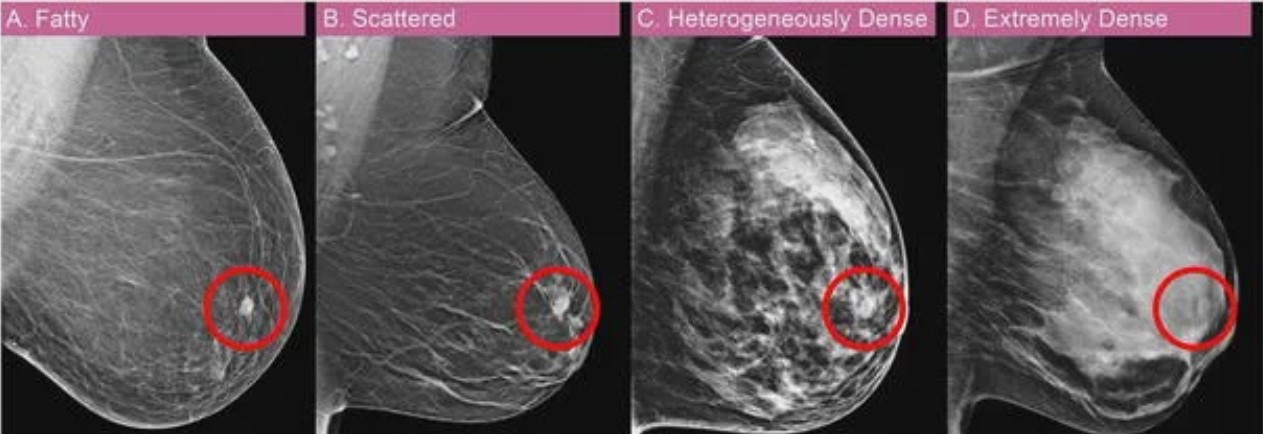 A. Fatty
B. Scattered
C. Heterogeneously Dense
D. Extremely Dense